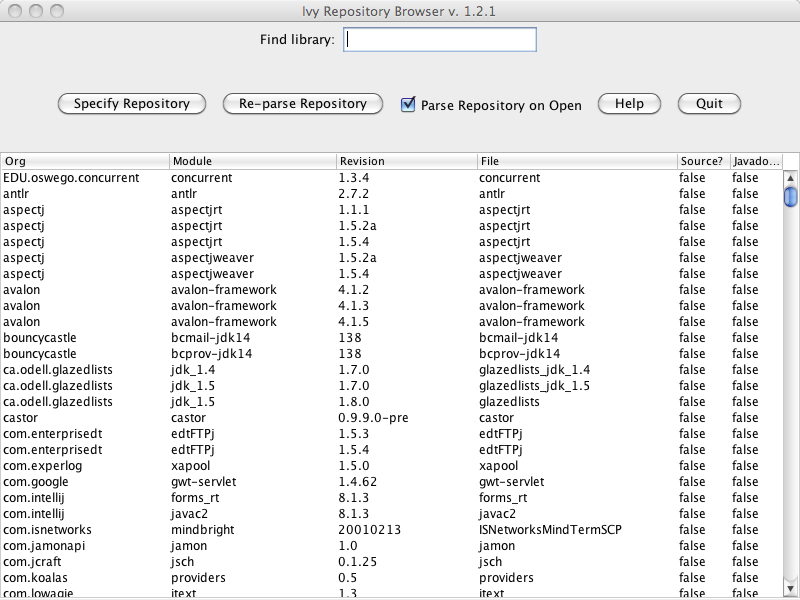 Ivy Repository Browser v. 1.2.1
Find library:
Specify Repository Re-parse Repository Parse Repository on Open Help Quit
Org Module Revision File Source? Javado...
EDU.oswego.concurrent concurrent 1.3.4 concurrent false false
antlr antlr 2.7.2 antlr false false
aspectj aspectjrt 1.1.1 aspectjrt false false
aspectj aspectjrt 1.5.2a aspectjrt false false
aspectj aspectjrt 1.5.4 aspectjrt false false
aspectj aspectjweaver 1.5.2a aspectjweaver false false
aspectj aspectjweaver 1.5.4 aspectjweaver false false
avalon avalon-framework 4.1.2 avalon-framework false false
avalon avalon-framework 4.1.3 avalon-framework false false
avalon avalon-framework 4.1.5 avalon-framework false false
bouncycastle bcmail-jdk14 138 bcmail-jdk14 false false
bouncycastle bcprov-jdk14 138 bcprov-jdk14 false false
ca.odell.glazedlists jdk_1.4 1.7.0 glazedlists_jdk_1.4 false false
ca.odell.glazedlists jdk_1.5 1.7.0 glazedlists_jdk_1.5 false false
ca.odell.glazedlists jdk_1.5 1.8.0 glazedlists false false
castor castor 0.9.9.0-pre castor false false
com.enterprisedt edtFTPj 1.5.3 edtFTPj false false
com.enterprisedt edtFTPj 1.5.4 edtFTPj false false
com.experlog xapool 1.5.0 xapool false false
com.google gwt-servlet 1.4.62 gwt-servlet false false
com.intellij forms_rt 8.1.3 forms_rt false false
com.intellij javac2 8.1.3 javac2 false false
com.isnetworks mindbright 20010213 ISNetworksMindTermSCP false false
com.jamonapi jamon 1.0 jamon false false
com.jcraft jsch 0.1.25 jsch false false
com.koalas providers 0.5 providers false false
com.lowagie itext 1.3 itext false false